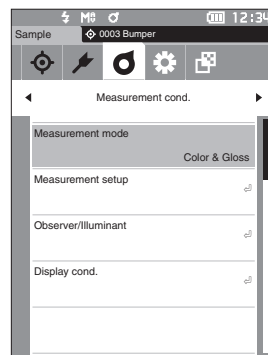 12:34
Sample 0003 Bumper
Measurement cond.
Measurement mode
Color & Gloss
Measurement setup
Observer/Illuminant
Display cond.